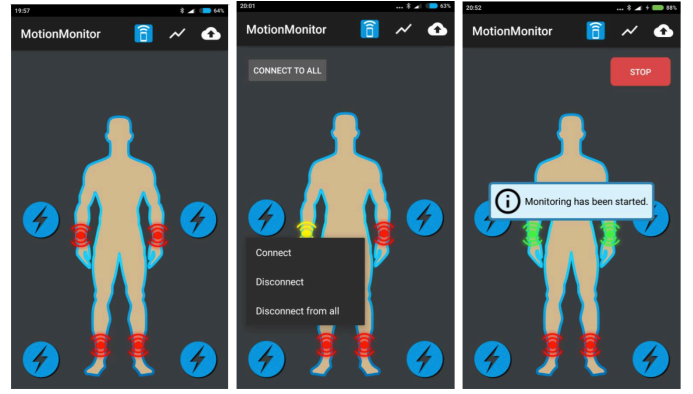 19:57
64%
MotionMonitor
20:01
63%
MotionMonitor
CONNECT TO ALL
Connect
Disconnect
Disconnect from all
20:52
88%
MotionMonitor
STOP
Monitoring has been started.